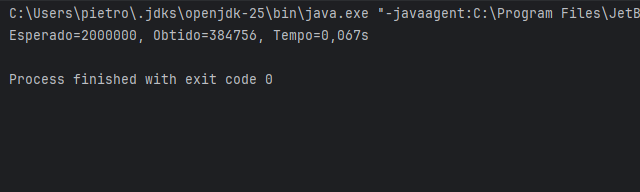 C:\Users\pietro\.jdks\openjdk-25\bin\java.exe "-javaagent:C:\Program Files\JetB
Esperado=2000000, Obtido=384756, Tempo=0,067s
Process finished with exit code 0